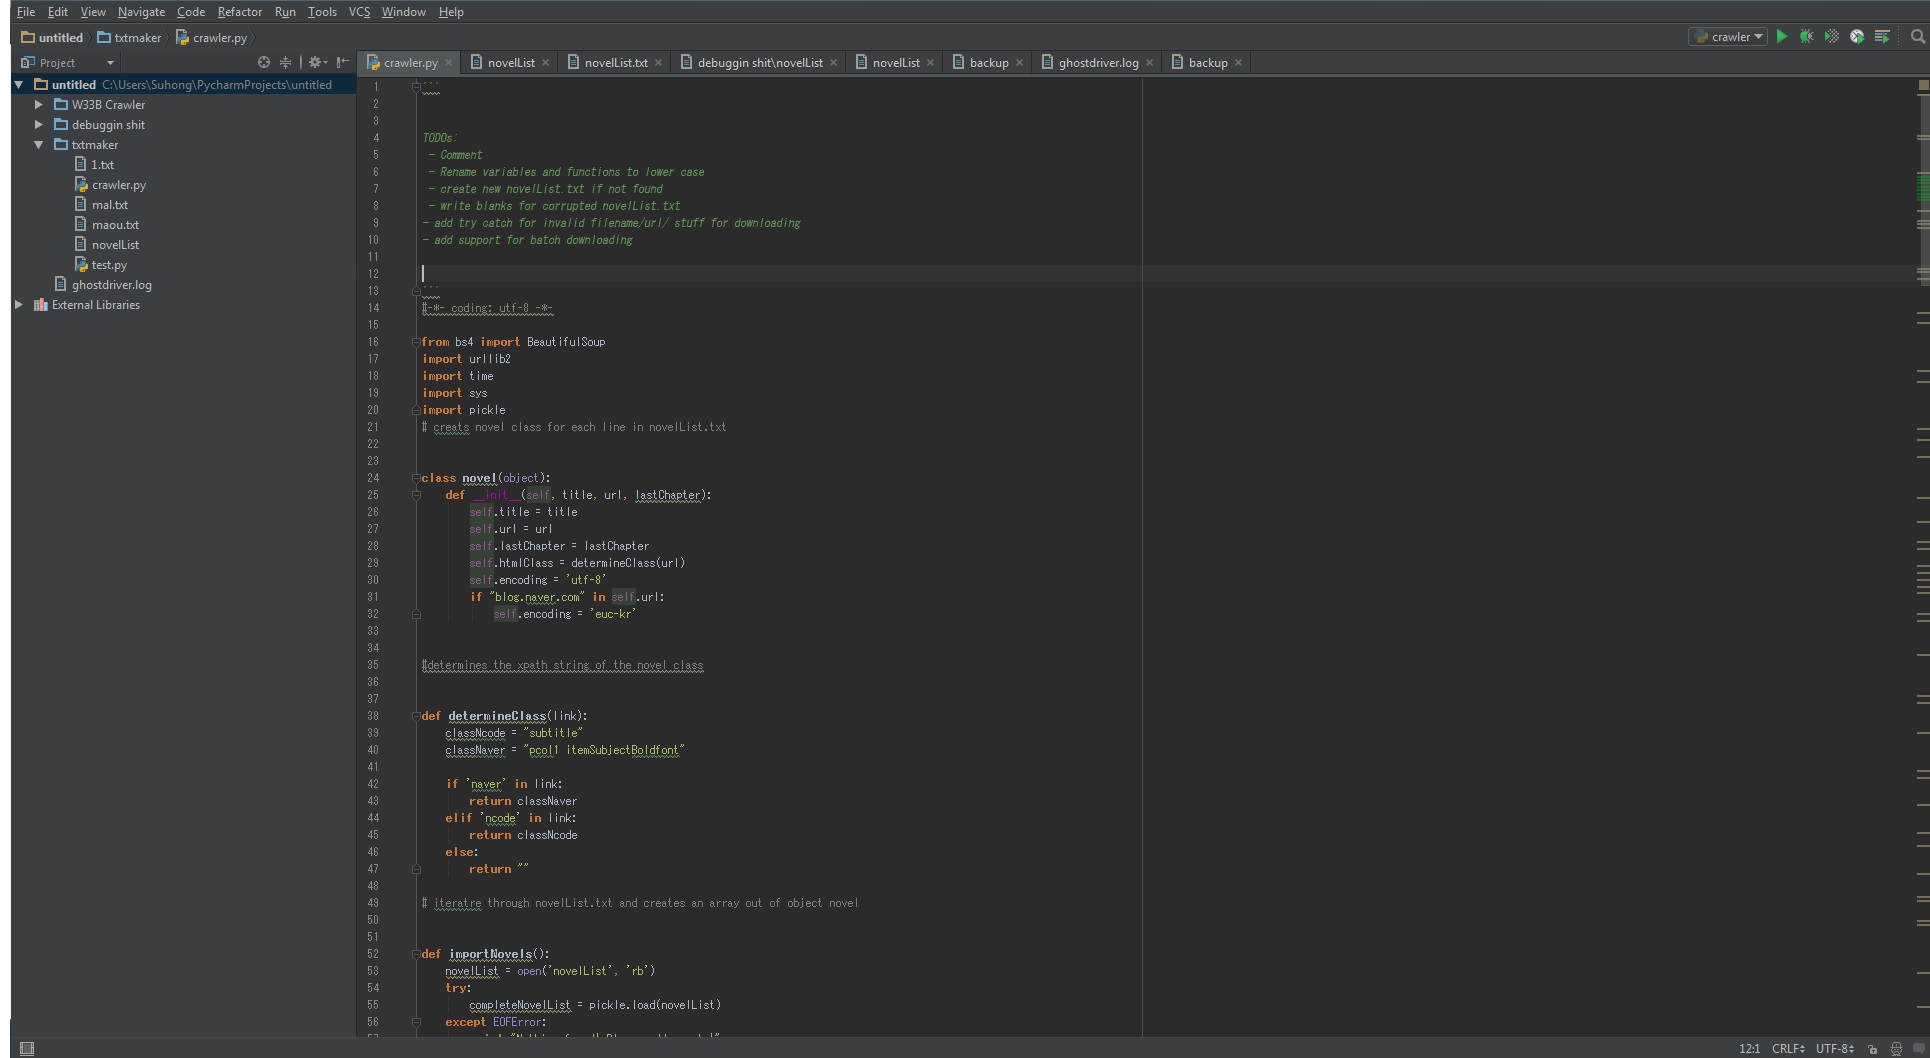 File Edit View Navigate Code Refactor Run Tools VCS Window Help
untitled txtmaker crawler.py crawler
Project crawler.py novelList novelList.txt debuggin shit\novelList novelList backup ghostdriver.log backup
untitled C:\Users\Suhong\PycharmProjects\untitled
W33B Crawler
debuggin shit
txtmaker
1.txt
crawler.py
mal.txt
maou.txt
novelList
test.py
ghostdriver.log
External Libraries
1 '''
2
3
4 TODOs:
5 - Comment
6 - Rename variables and functions to lower case
7 - create new novelList.txt if not found
8 - write blanks for corrupted novelList.txt
9 - add try catch for invalid filename/url/ stuff for downloading
10 - add support for batch downloading
11
12
13 '''
14 #-*- coding: utf-8 -*-
15
16 from bs4 import BeautifulSoup
17 import urllib2
18 import time
19 import sys
20 import pickle
21 # creats novel class for each line in novelList.txt
22
23
24 class novel(object):
25 def __init__(self, title, url, lastChapter):
26 self.title = title
27 self.url = url
28 self.lastChapter = lastChapter
29 self.htmlClass = determineClass(url)
30 self.encoding = 'utf-8'
31 if "blog.naver.com" in self.url:
32 self.encoding = 'euc-kr'
33
34
35 #determines the xpath string of the novel class
36
37
38 def determineClass(link):
39 classNcode = "subtitle"
40 classNaver = "pcol1 itemSubjectBoldfont"
41
42 if 'naver' in link:
43 return classNaver
44 elif 'ncode' in link:
45 return classNcode
46 else:
47 return ""
48
49 # iteratre through novelList.txt and creates an array out of object novel
50
51
52 def importNovels():
53 novelList = open('novelList', 'rb')
54 try:
55 completeNovelList = pickle.load(novelList)
56 except EOFError:
12:1 CRLF UTF-8